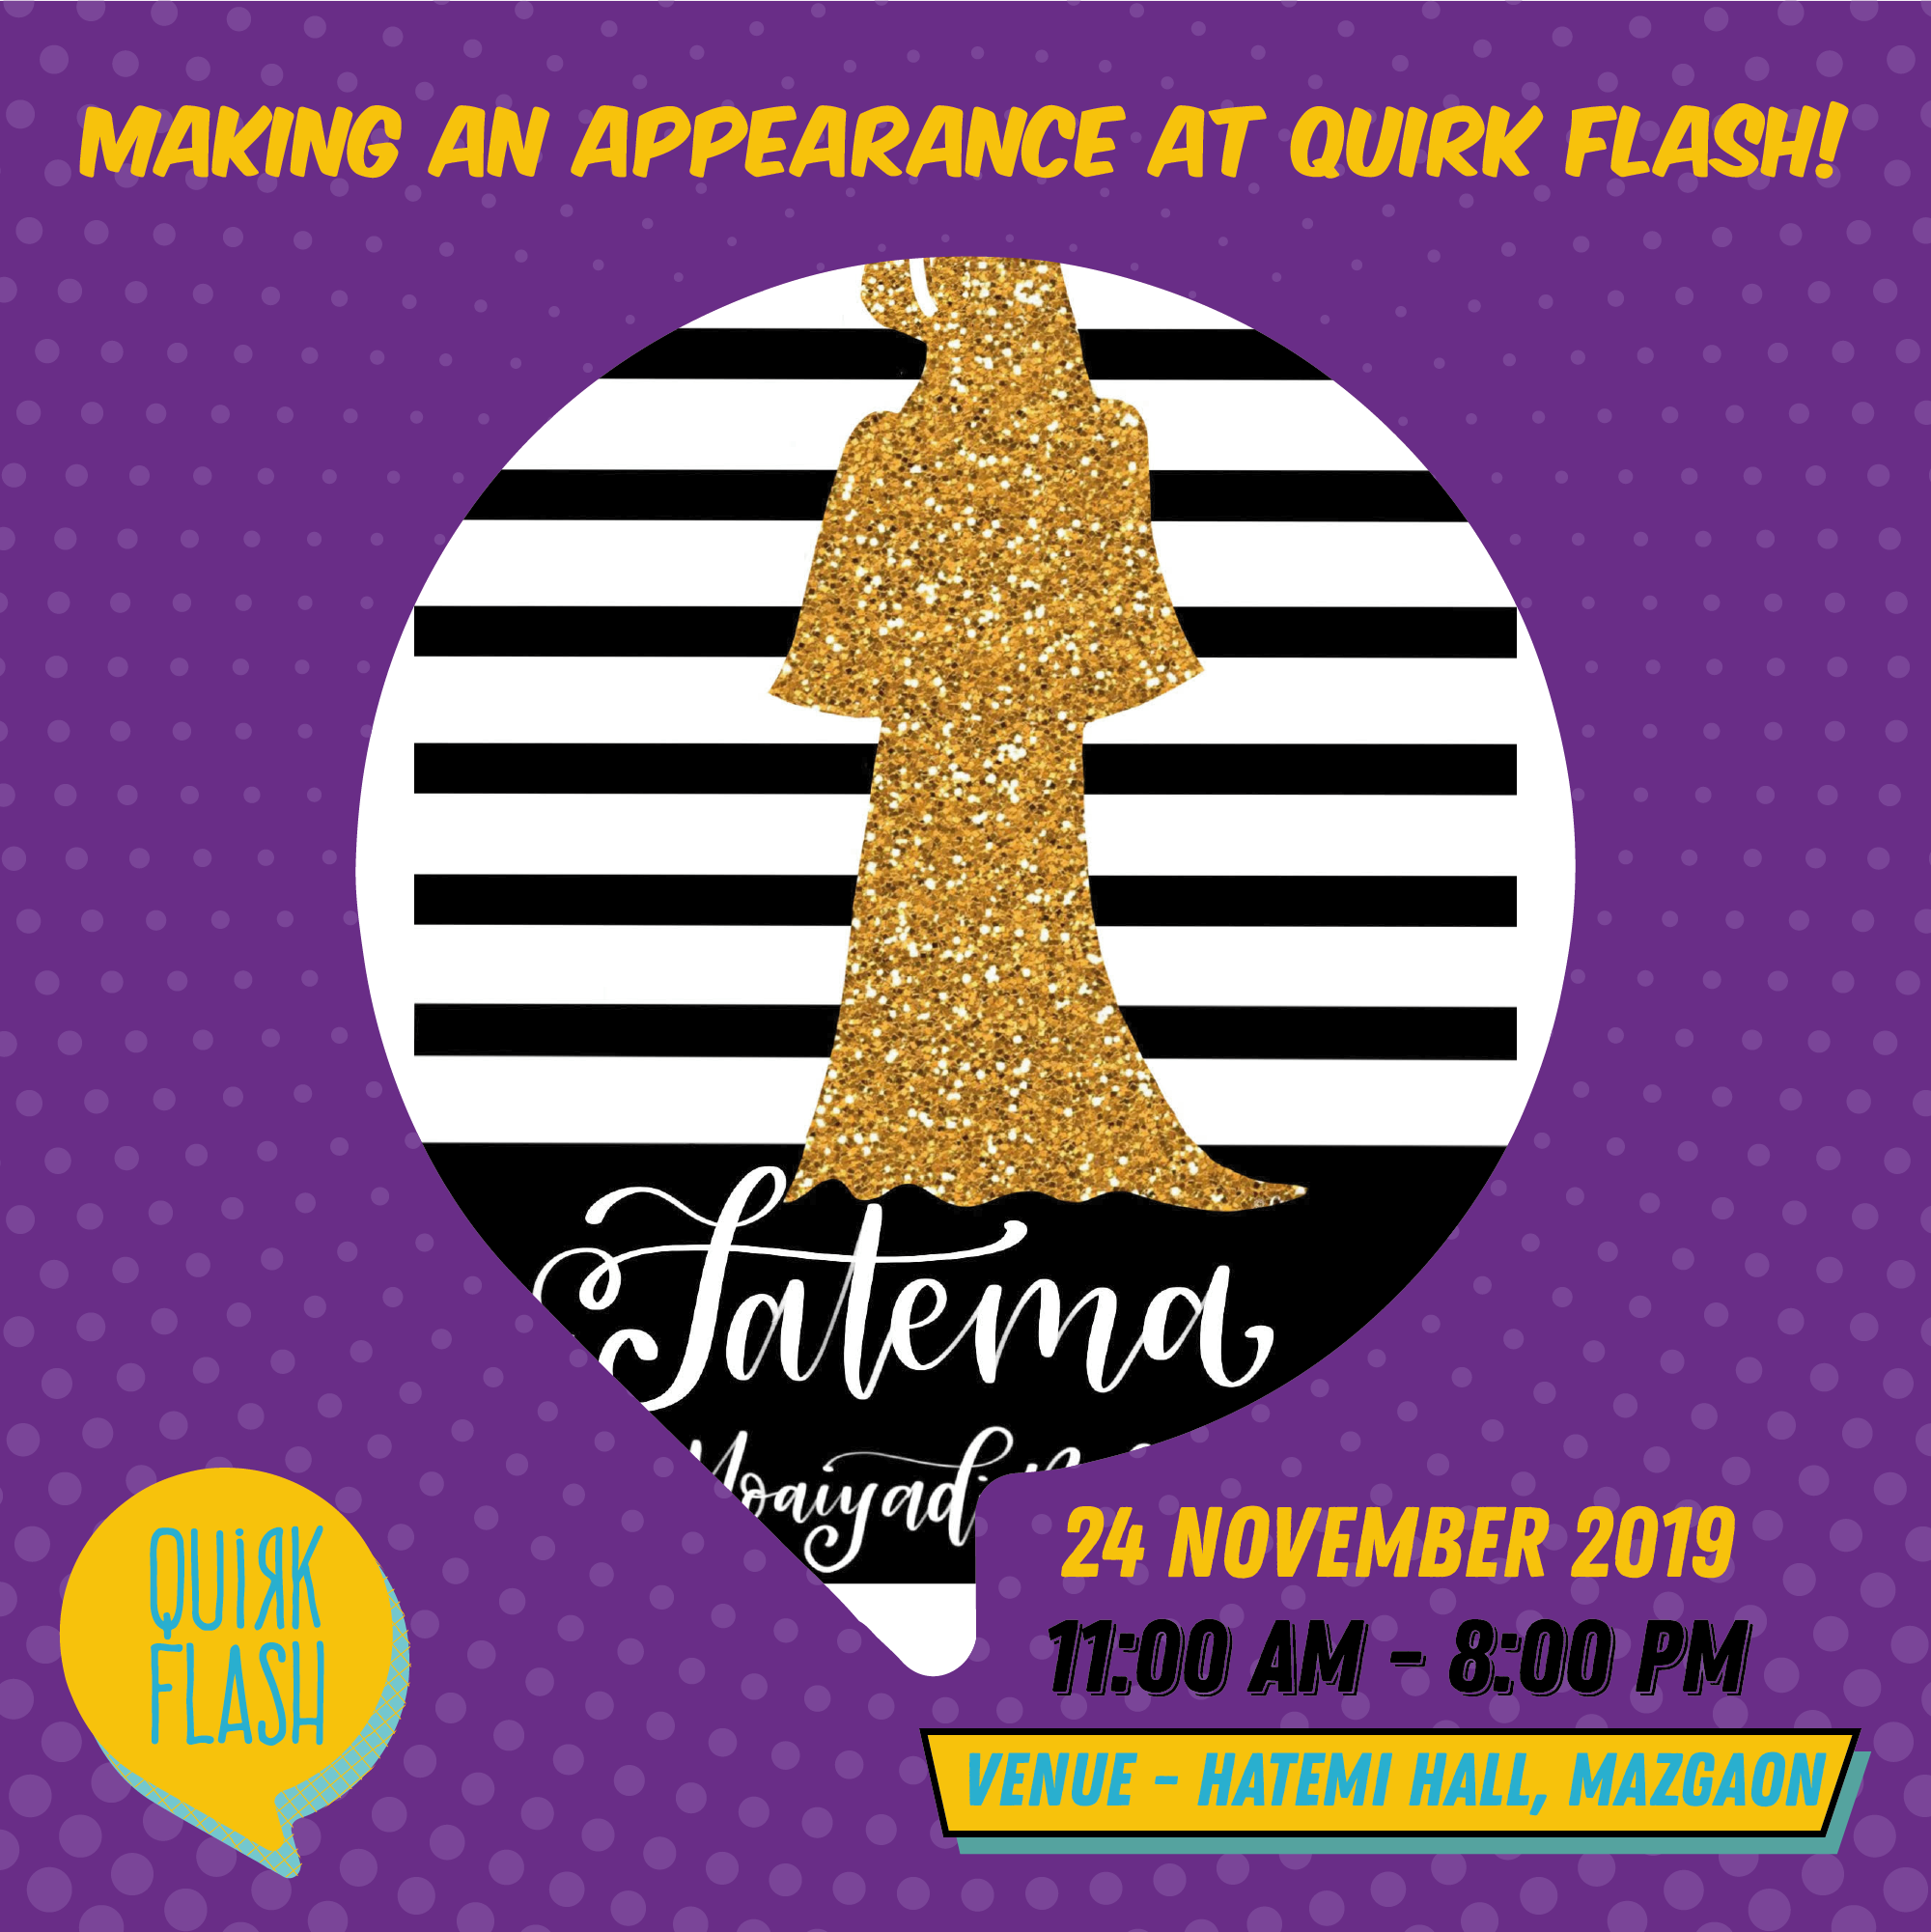 MAKING AN APPEARANCE AT QUIRK FLASH!
Fatema
Moaiyadi
24 NOVEMBER 2019
11:00 AM - 8:00 PM
VENUE - HATEMI HALL, MAZGAON
QUIRK
FLASH